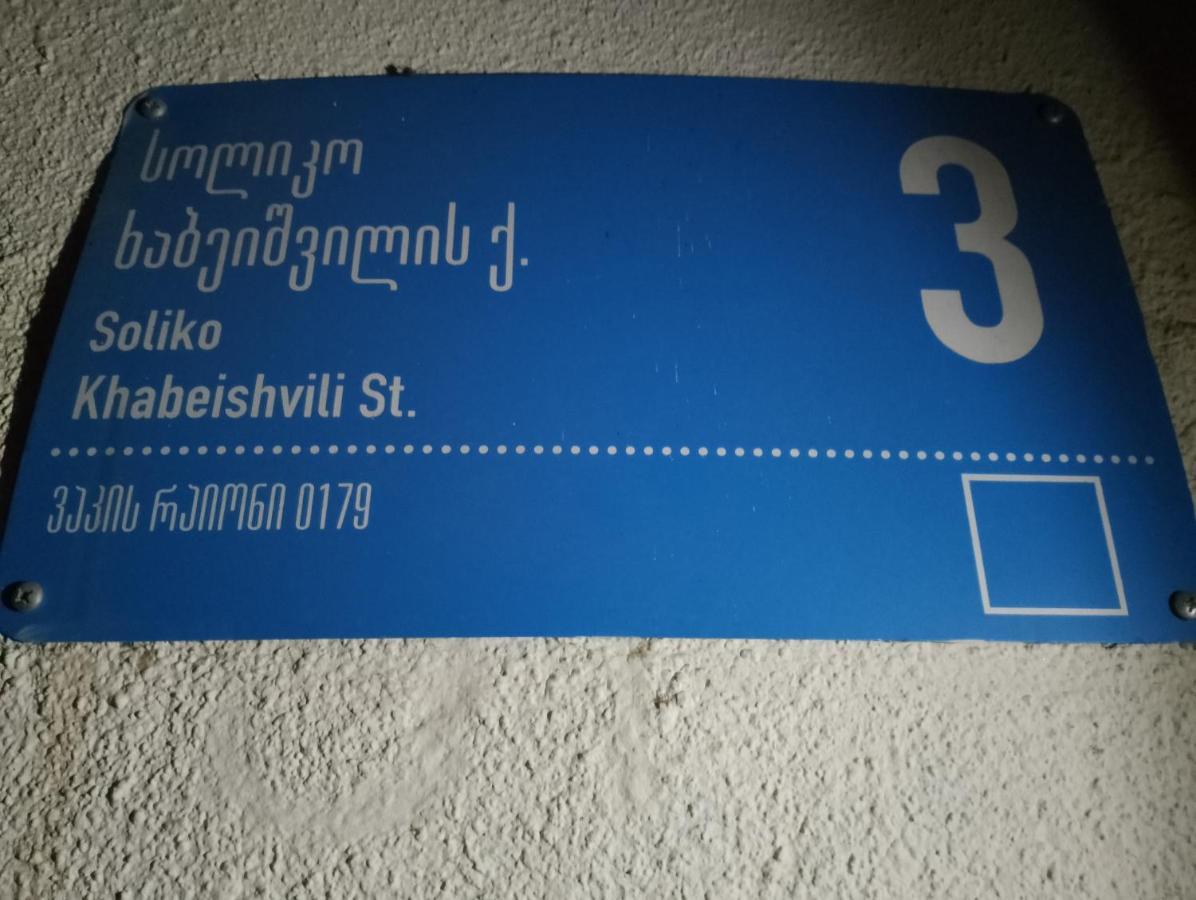 სოლიკო
ხაბეიშვილის ქ.
3
Soliko
Khabeishvili St.
ვაკის რაიონი 0179